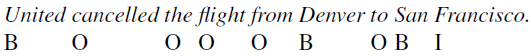 United cancelled the flight from Denver to San Francisco.
B O O O O B O B I